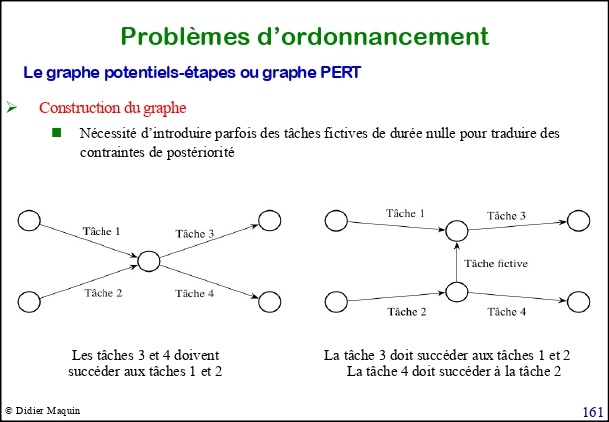 Problèmes d'ordonnancement
Le graphe potentiels-étapes ou graphe PERT
Construction du graphe
Nécessité d'introduire parfois des tâches fictives de durée nulle pour traduire des
contraintes de postériorité
Tâche 1
Tâche 3
Tâche 2
Tâche 4
Les tâches 3 et 4 doivent
succéder aux tâches 1 et 2
Tâche 1
Tâche 3
Tâche fictive
Tâche 2
Tâche 4
La tâche 3 doit succéder aux tâches 1 et 2
La tâche 4 doit succéder à la tâche 2
© Didier Maquin
161